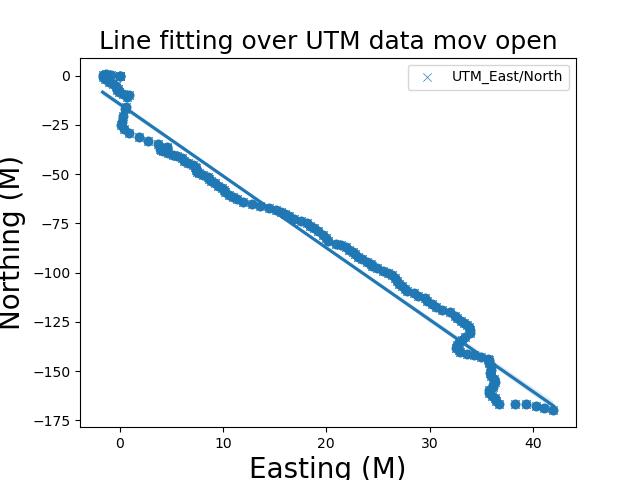 Line fitting over UTM data mov open
UTM_East/North
0
−25
−50
−75
−100
−125
−150
−175
Northing (M)
0 10 20 30 40
Easting (M)